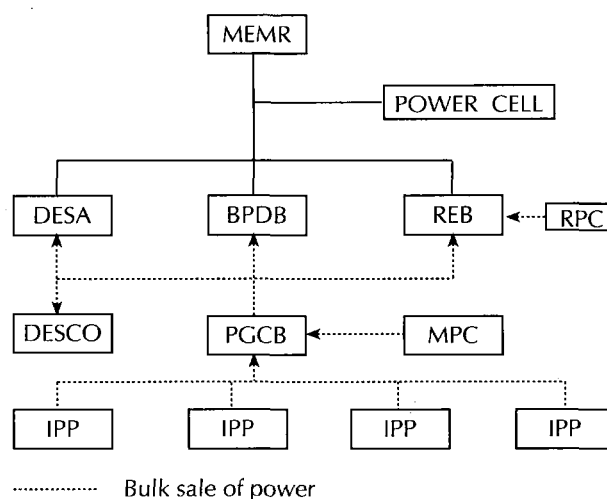 MEMR
POWER CELL
DESA BPDB REB RPC
DESCO PGCB MPC
IPP IPP IPP IPP
Bulk sale of power